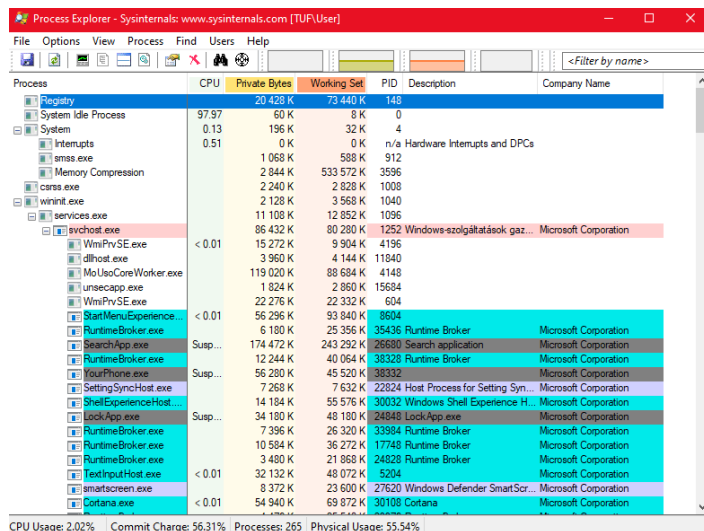 Process Explorer - Sysinternals: www.sysinternals.com [TUF\User]
File Options View Process Find Users Help
<Filter by name>
Process CPU Private Bytes Working Set PID Description Company Name
Registry 20 428 K 73 440 K 148
System Idle Process 97.97 60 K 8 K 0
System 0.13 196 K 32 K 4
Interrupts 0.51 0 K 0 K n/a Hardware Interrupts and DPCs
smss.exe 1 068 K 588 K 912
Memory Compression 2 844 K 533 572 K 3596
csrss.exe 2 240 K 2 828 K 1008
wininit.exe 2 128 K 3 568 K 1040
services.exe 11 108 K 12 852 K 1096
svchost.exe 86 432 K 80 280 K 1252 Windows-szolgáltatások gaz... Microsoft Corporation
WmiPrvSE.exe < 0.01 15 272 K 9 904 K 4196
dllhost.exe 3 960 K 4 144 K 11840
MoUsoCoreWorker.exe 119 020 K 88 684 K 4148
unsecapp.exe 1 824 K 2 860 K 15684
WmiPrvSE.exe 22 276 K 22 332 K 604
StartMenuExperience... < 0.01 56 296 K 93 840 K 8604
RuntimeBroker.exe 6 180 K 25 356 K 35436 Runtime Broker Microsoft Corporation
SearchApp.exe Susp... 174 472 K 243 292 K 26680 Search application Microsoft Corporation
RuntimeBroker.exe 12 244 K 40 064 K 38328 Runtime Broker Microsoft Corporation
YourPhone.exe Susp... 56 280 K 45 520 K 38332
SettingSyncHost.exe 7 268 K 7 632 K 22824 Host Process for Setting Syn... Microsoft Corporation
ShellExperienceHost.... 14 184 K 55 576 K 30032 Windows Shell Experience H... Microsoft Corporation
LockApp.exe Susp... 34 180 K 48 180 K 24848 LockApp.exe Microsoft Corporation
RuntimeBroker.exe 7 396 K 26 320 K 33984 Runtime Broker Microsoft Corporation
RuntimeBroker.exe 10 584 K 36 272 K 17748 Runtime Broker Microsoft Corporation
RuntimeBroker.exe 3 480 K 21 868 K 24828 Runtime Broker Microsoft Corporation
TextInputHost.exe < 0.01 32 132 K 48 072 K 5204
smartscreen.exe 8 372 K 23 600 K 27620 Windows Defender SmartScr... Microsoft Corporation
Cortana.exe < 0.01 54 940 K 69 872 K 30108 Cortana Microsoft Corporation
CPU Usage: 2.02% Commit Charge: 56.31% Processes: 265 Physical Usage: 55.54%